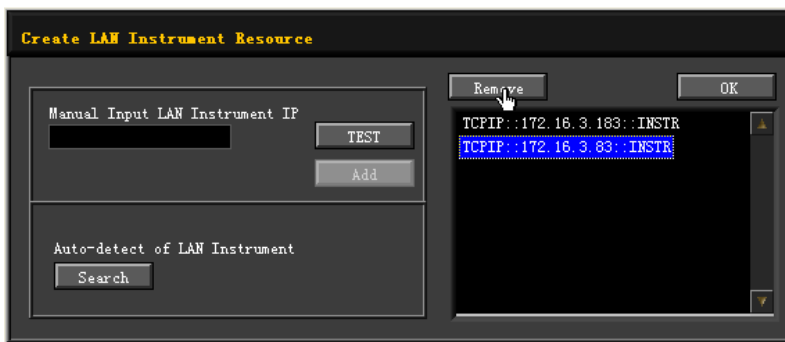 Create LAN Instrument Resource
Manual Input LAN Instrument IP
TEST
Add
Auto-detect of LAN Instrument
Search
Remove
OK
TCPIP::172.16.3.183::INSTR
TCPIP::172.16.3.83::INSTR